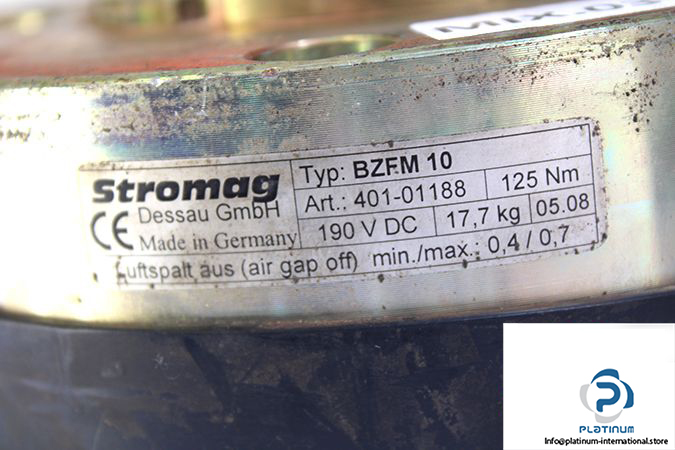 Stromag
Dessau GmbH
CE Made in Germany
Typ: BZFM 10
Art.: 401-01188 125 Nm
190 V DC 17,7 kg 05.08
Luftspalt aus (air gap off) min./max.: 0,4 / 0,7
PLATINUM
Info@platinum-international.store